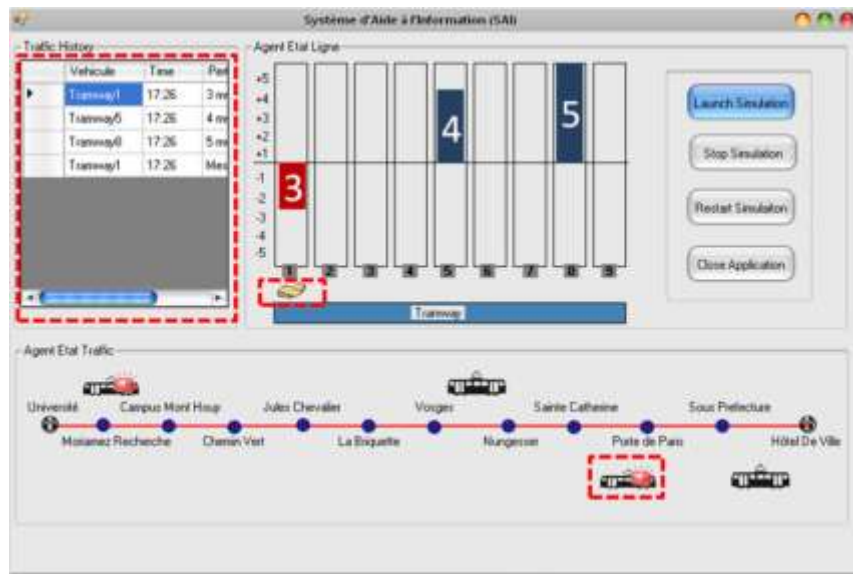 Système d'Aide à l'Information (SAI)
Traffic History
Vehicule Time
Tramway1 17:26
Tramway5 17:26
Tramway8 17:26
Tramway1 17:26
Agent Etat Ligne
+5
+4
+3
+2
+1
-1
-2
-3
-4
-5
3
4
5
1 2 3 4 5 6 7 8 9
Tramway
Launch Simulation
Stop Simulation
Restart Simulaiton
Close Application
Agent Etat Traffic
Université Campus Mont Houy Jules Chevalier Vosges Sainte Catherine Sous Prefecture
Chemin Vert La Briquette Nungesser Porte de Paris Hôtel De Ville